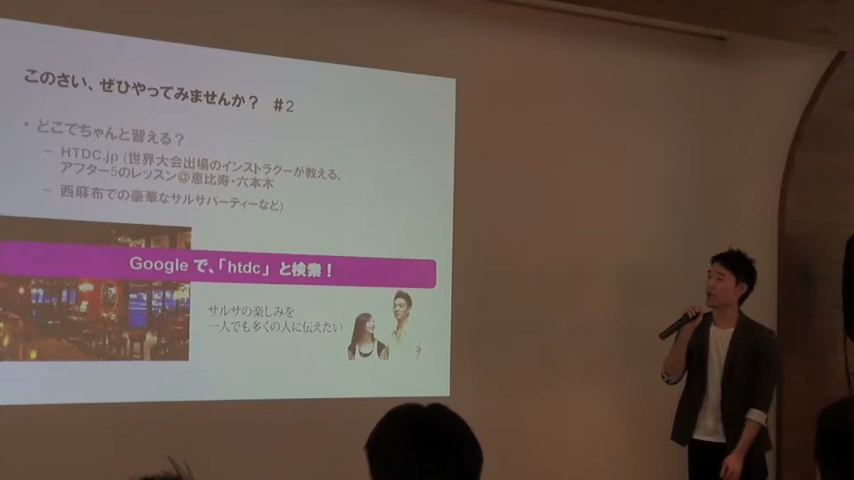 このさい、ぜひやってみませんか？ #2
• どこでちゃんと習える？
– HTDC.jp (世界大会出場のインストラクターが教える、
アフター5のレッスン@恵比寿・六本木
– 西麻布での豪華なサルサパーティーなど)
Google で、「htdc」 と検索！
サルサの楽しみを
一人でも多くの人に伝えたい